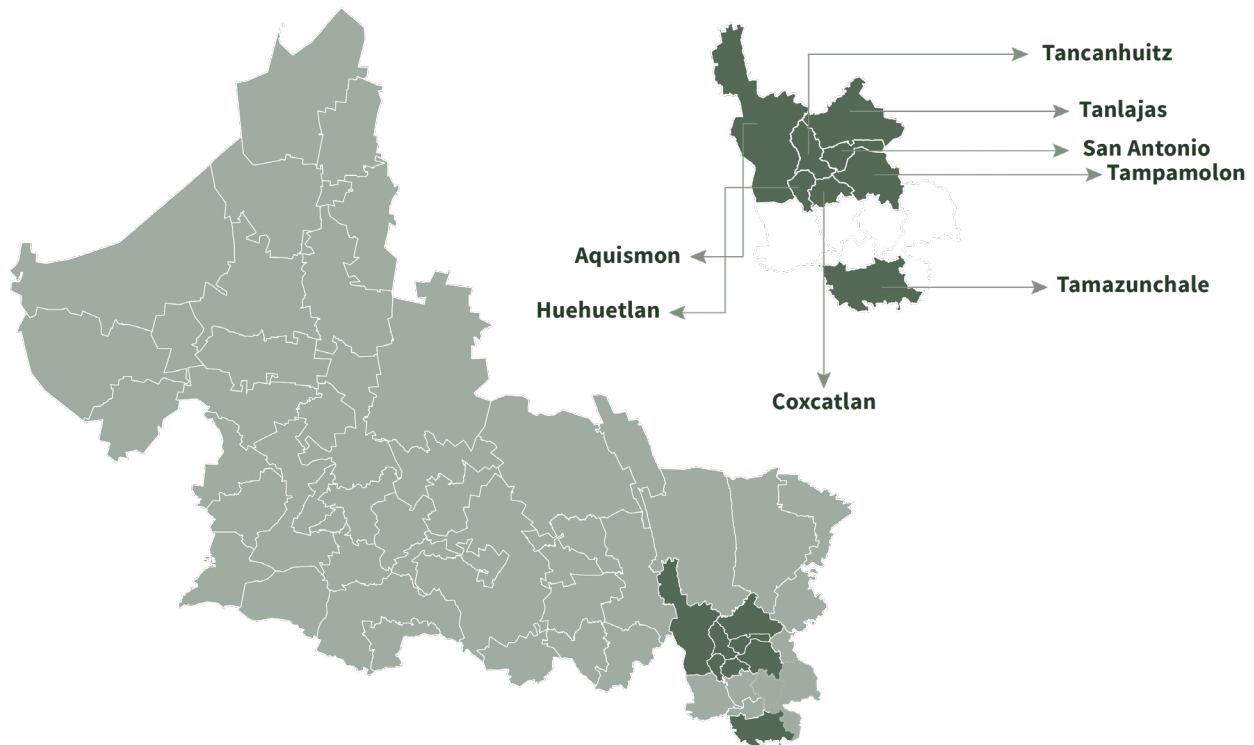 Tancanhuitz
Tanlajas
San Antonio
Tampamolon
Aquismon
Tamazunchale
Huehuetlan
Coxcatlan